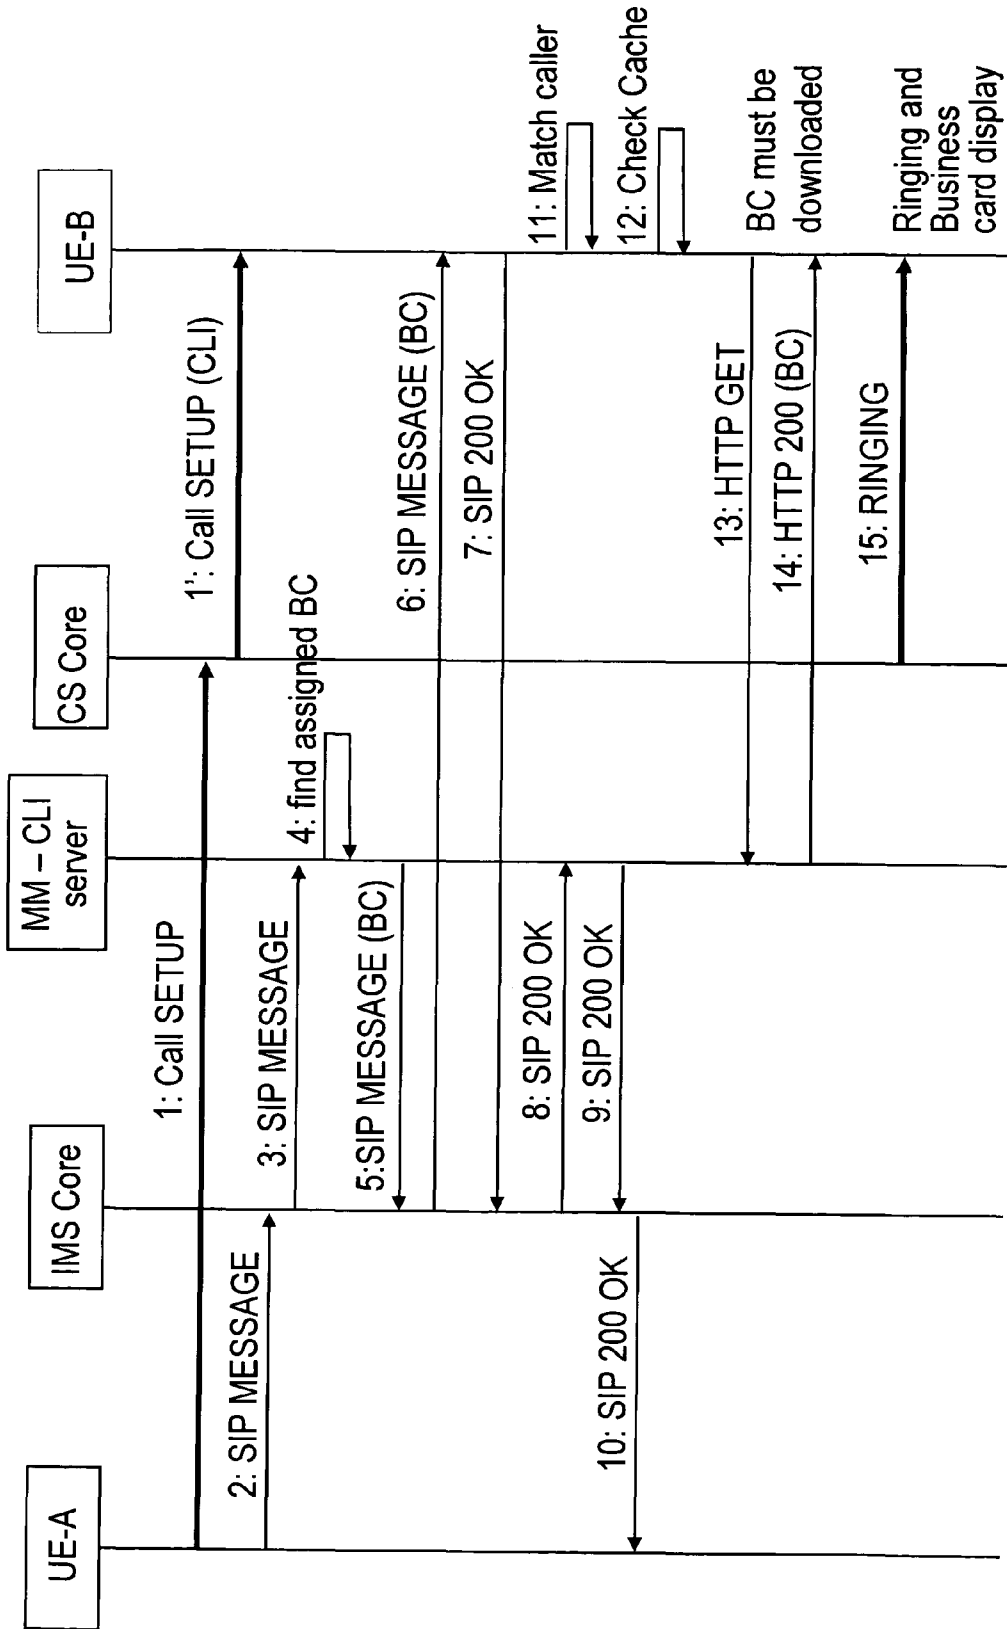 UE-A
IMS Core
MM – CLI
server
CS Core
UE-B
1: Call SETUP
1': Call SETUP (CLI)
2: SIP MESSAGE
3: SIP MESSAGE
4: find assigned BC
5:SIP MESSAGE (BC)
6: SIP MESSAGE (BC)
7: SIP 200 OK
8: SIP 200 OK
9: SIP 200 OK
10: SIP 200 OK
11: Match caller
12: Check Cache
13: HTTP GET
BC must be
downloaded
14: HTTP 200 (BC)
15: RINGING
Ringing and
Business
card display